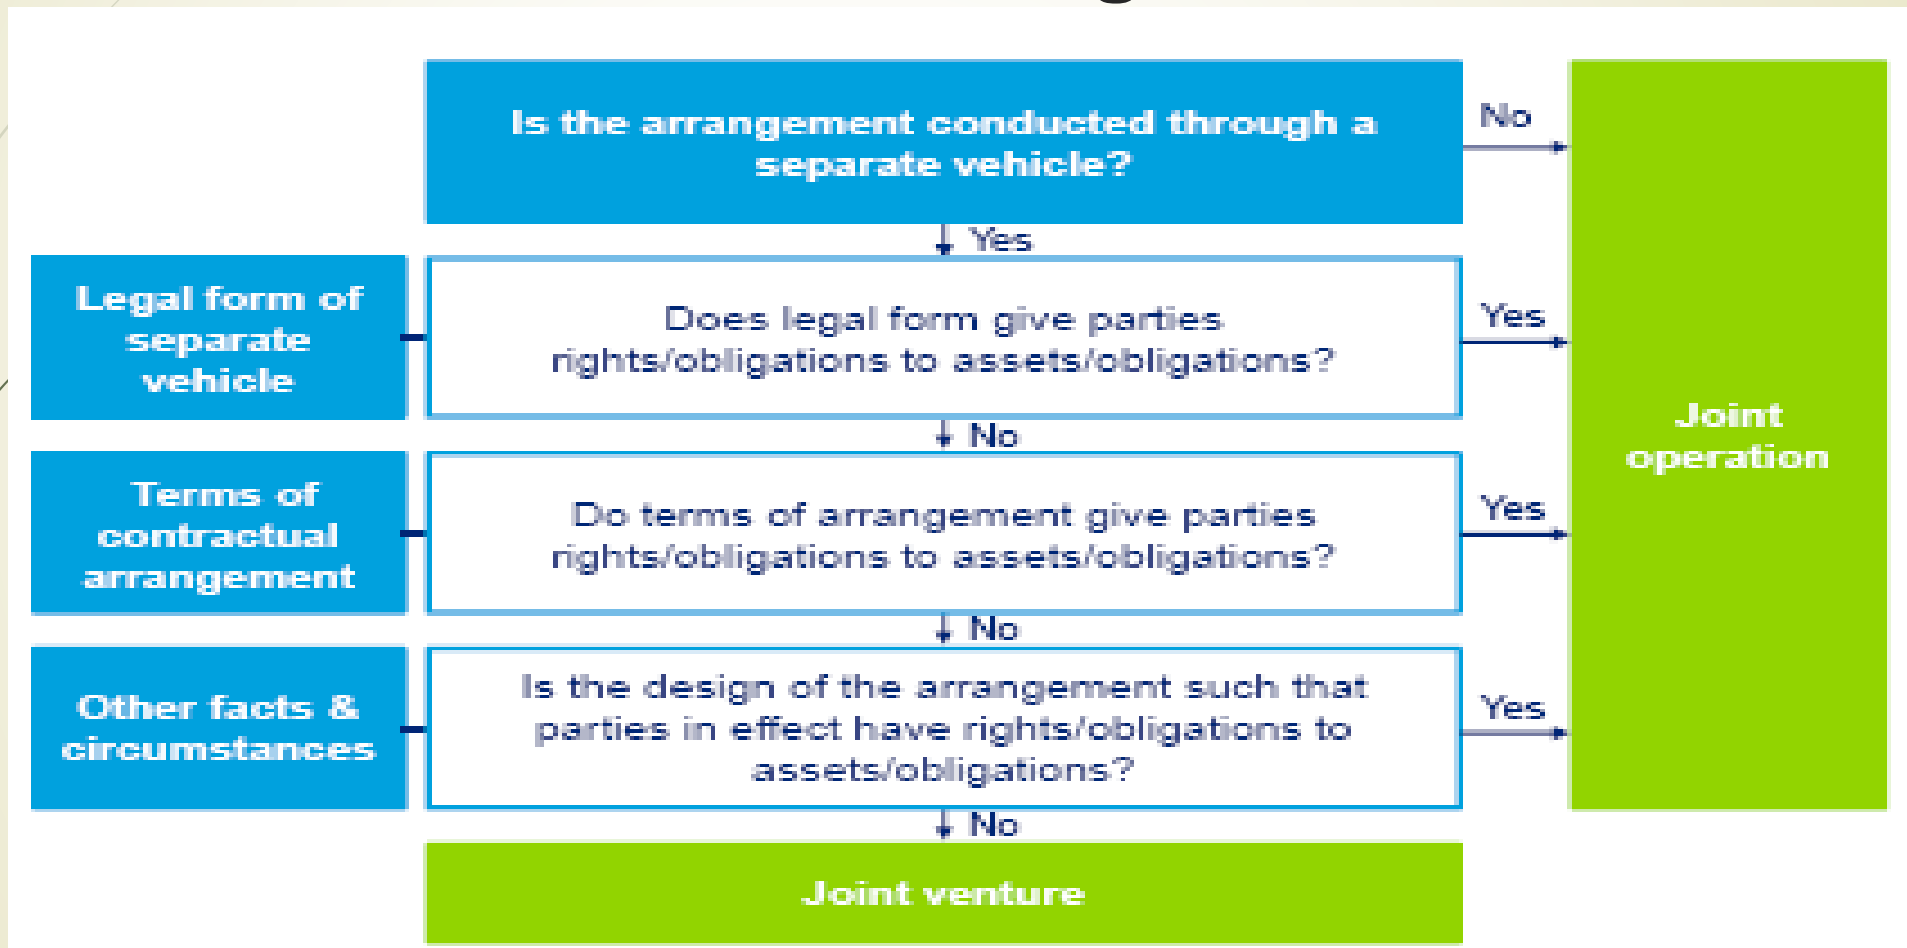 Is the arrangement conducted through a
separate vehicle?
No
Yes
Legal form of
separate
vehicle
Does legal form give parties
rights/obligations to assets/obligations?
Yes
No
Terms of
contractual
arrangement
Do terms of arrangement give parties
rights/obligations to assets/obligations?
Yes
No
Other facts &
circumstances
Is the design of the arrangement such that
parties in effect have rights/obligations to
assets/obligations?
Yes
No
Joint
operation
Joint venture